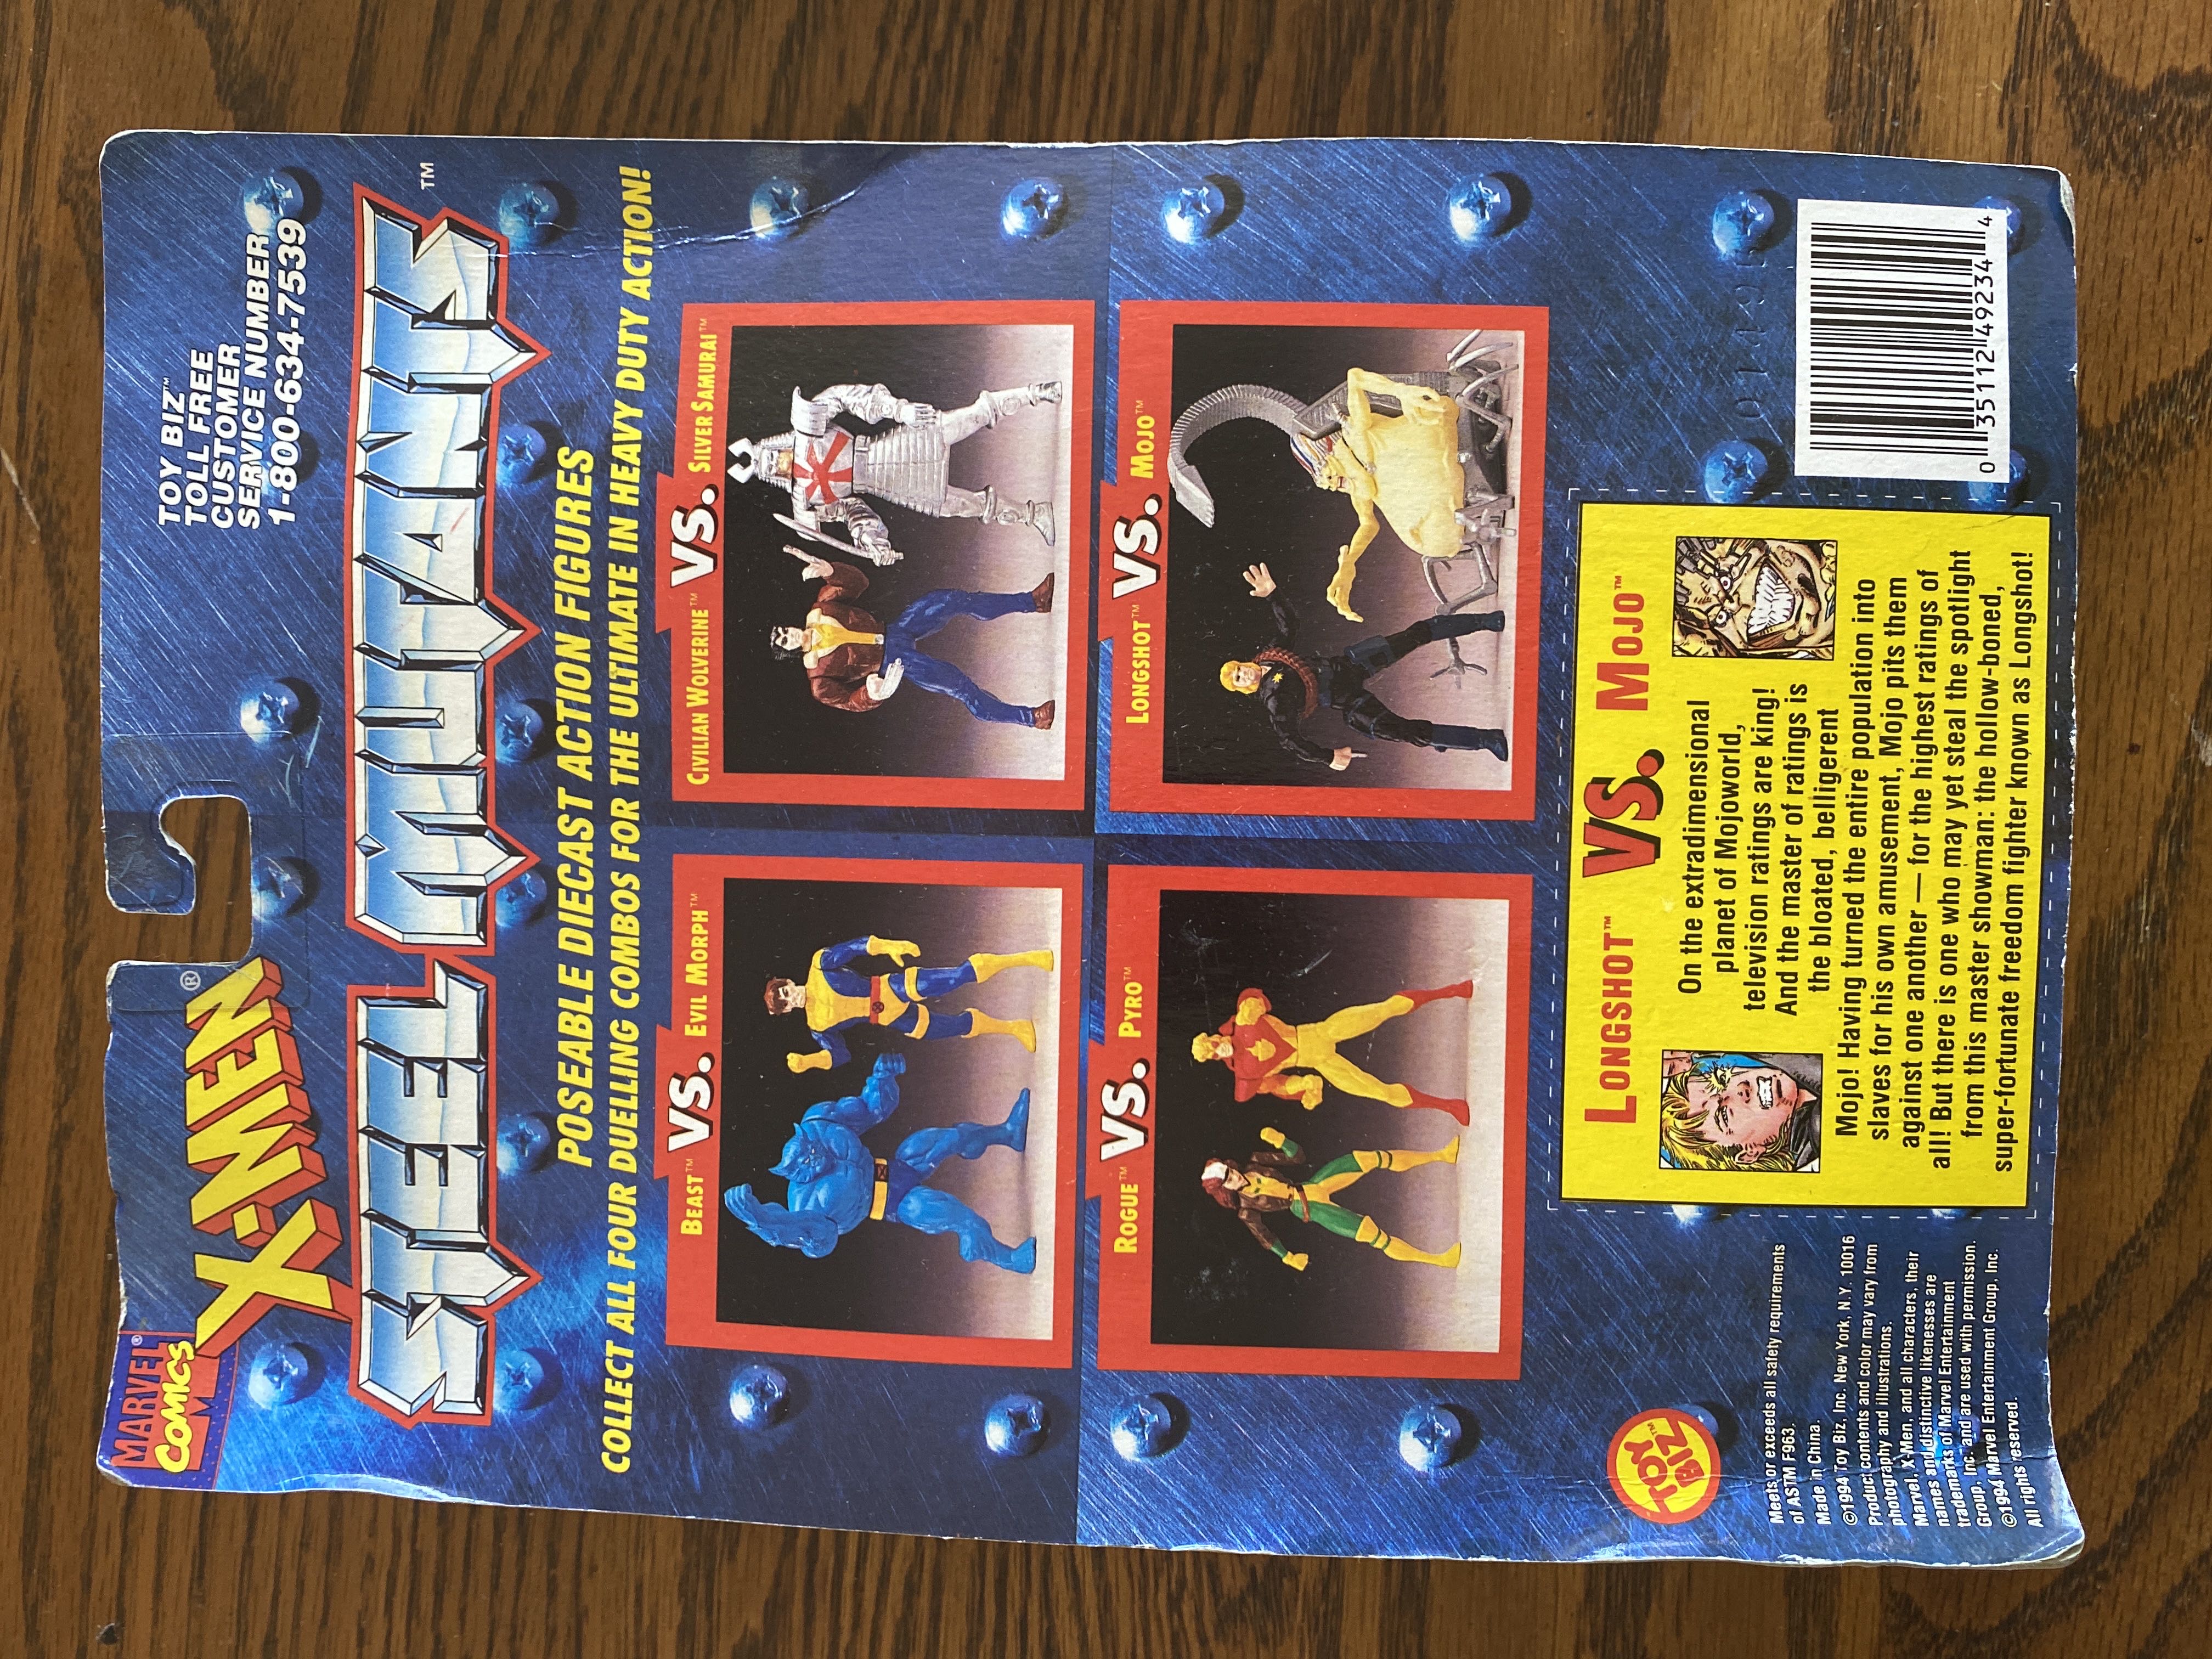 MARVEL®
COMICS
X-MEN®
TOY BIZ™
TOLL FREE
CUSTOMER
SERVICE NUMBER
1-800-634-7539
STEEL MUTANTS™
POSEABLE DIECAST ACTION FIGURES
COLLECT ALL FOUR DUELLING COMBOS FOR THE ULTIMATE IN HEAVY DUTY ACTION!
BEAST™ VS. EVIL MORPH™
CIVILIAN WOLVERINE™ VS. SILVER SAMURAI™
ROGUE™ VS. PYRO™
LONGSHOT™ VS. MOJO™
LONGSHOT™ VS. MOJO™
On the extradimensional
planet of Mojoworld,
television ratings are king!
And the master of ratings is
the bloated, belligerent
Mojo! Having turned the entire population into
slaves for his own amusement, Mojo pits them
against one another — for the highest ratings of
all! But there is one who may yet steal the spotlight
from this master showman: the hollow-boned,
super-fortunate freedom fighter known as Longshot!
TOY
BIZ™
Meets or exceeds all safety requirements
of ASTM F963.
Made in China.
©1994 Toy Biz, Inc. New York, N.Y. 10016
Product contents and color may vary from
photography and illustrations.
Marvel, X-Men, and all characters, their
names and distinctive likenesses are
trademarks of Marvel Entertainment
Group, Inc. and are used with permission.
©1994 Marvel Entertainment Group, Inc.
All rights reserved.
0 35112 49234 4